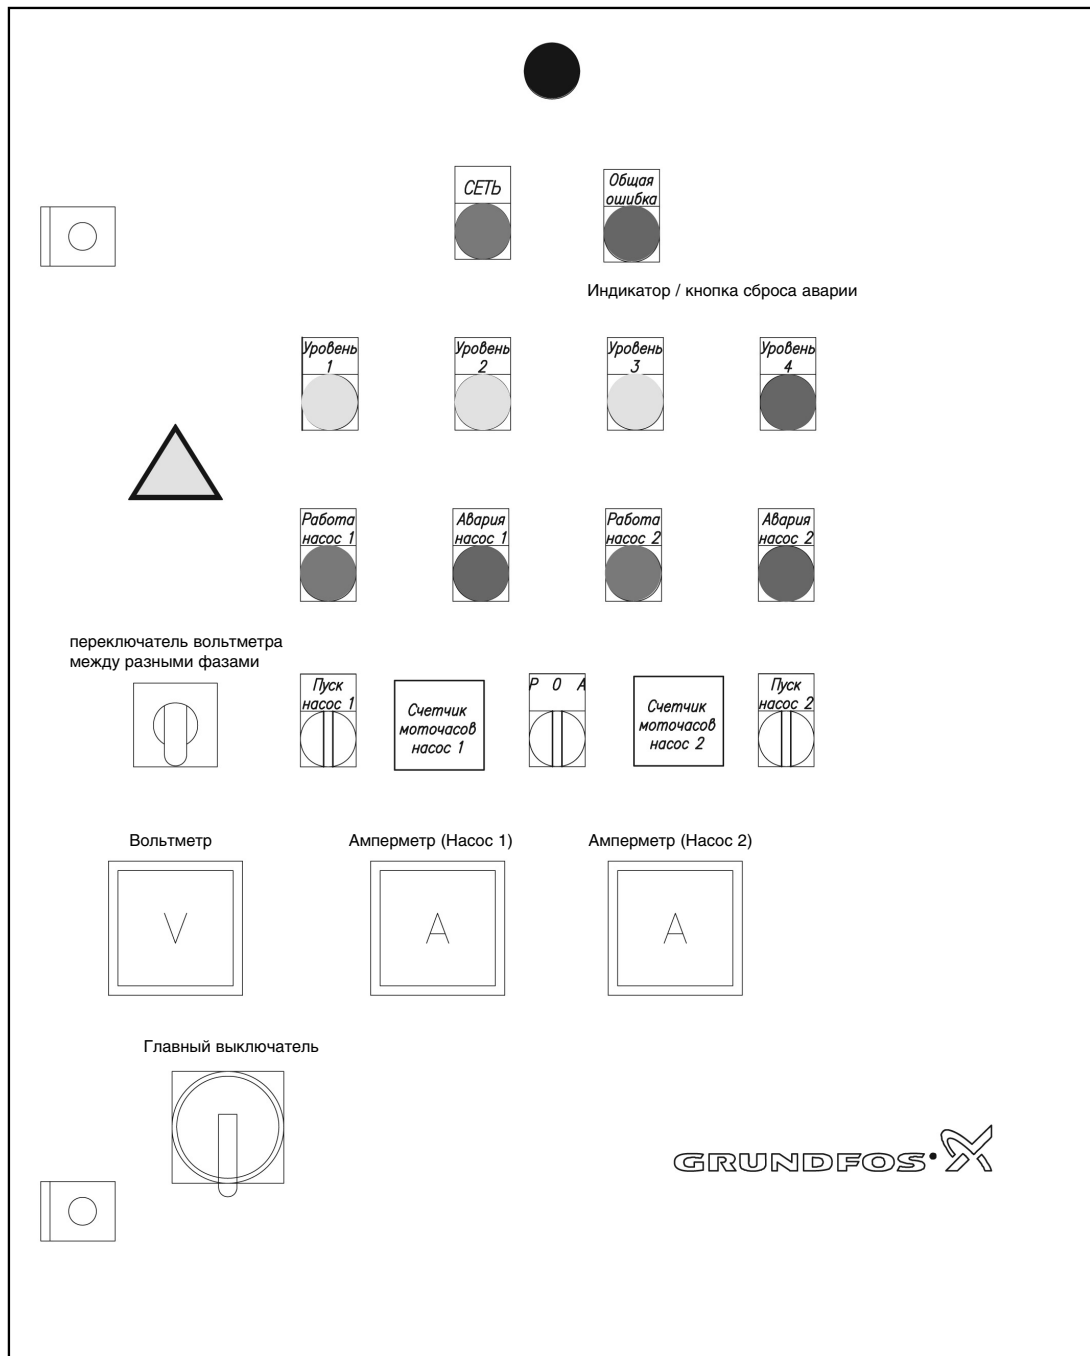 СЕТЬ
Общая
ошибка
Индикатор / кнопка сброса аварии
Уровень
1
Уровень
2
Уровень
3
Уровень
4
Работа
насос 1
Авария
насос 1
Работа
насос 2
Авария
насос 2
переключатель вольтметра
между разными фазами
Пуск
насос 1
Счетчик
моточасов
насос 1
Р О А
Счетчик
моточасов
насос 2
Пуск
насос 2
Вольтметр
Амперметр (Насос 1)
Амперметр (Насос 2)
V
A
A
Главный выключатель
GRUNDFOS